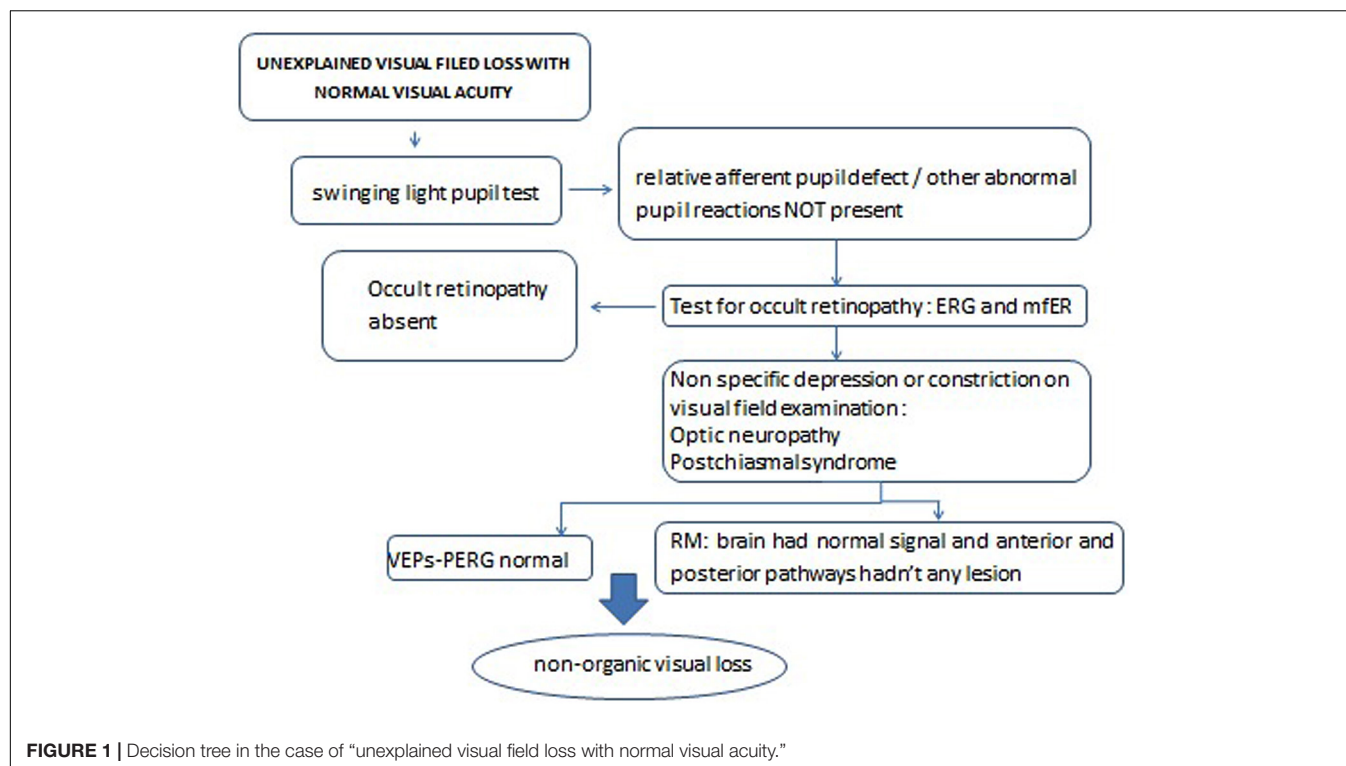 UNEXPLAINED VISUAL FILED LOSS WITH
NORMAL VISUAL ACUITY
swinging light pupil test
relative afferent pupil defect / other abnormal
pupil reactions NOT present
Occult retinopathy
absent
Test for occult retinopathy : ERG and mfER
Non specific depression or constriction on
visual field examination :
Optic neuropathy
Postchiasmal syndrome
VEPs-PERG normal
RM: brain had normal signal and anterior and
posterior pathways hadn't any lesion
non-organic visual loss
FIGURE 1 | Decision tree in the case of “unexplained visual field loss with normal visual acuity.”